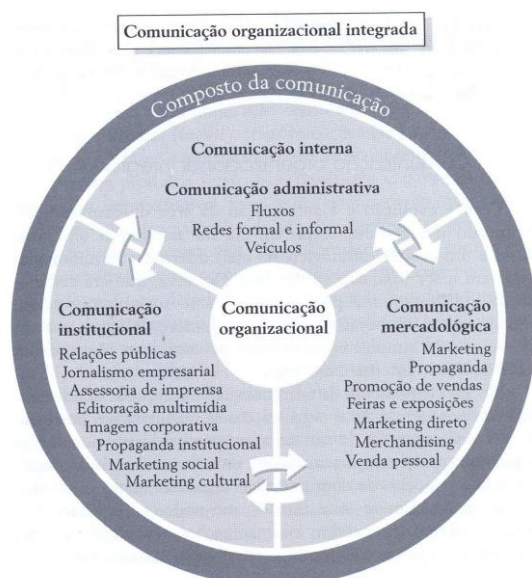 Comunicação organizacional integrada
Composto da comunicação
Comunicação interna
Comunicação administrativa
Fluxos
Redes formal e informal
Veículos
Comunicação
organizacional
Comunicação
institucional
Relações públicas
Jornalismo empresarial
Assessoria de imprensa
Editoração multimídia
Imagem corporativa
Propaganda institucional
Marketing social
Marketing cultural
Comunicação
mercadológica
Marketing
Propaganda
Promoção de vendas
Feiras e exposições
Marketing direto
Merchandising
Venda pessoal